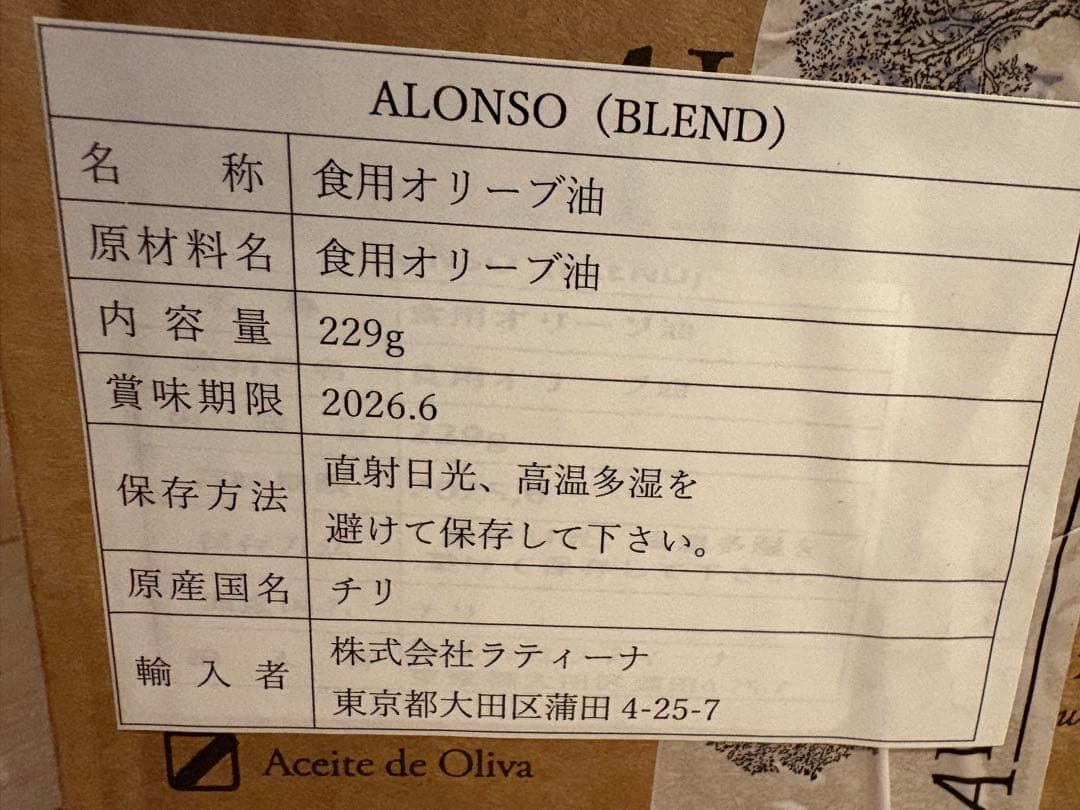 ALONSO（BLEND）
名称 食用オリーブ油
原材料名 食用オリーブ油
内容量 229g
賞味期限 2026.6
保存方法 直射日光、高温多湿を
避けて保存して下さい。
原産国名 チリ
輸入者 株式会社ラティーナ
東京都大田区蒲田 4-25-7
Aceite de Oliva